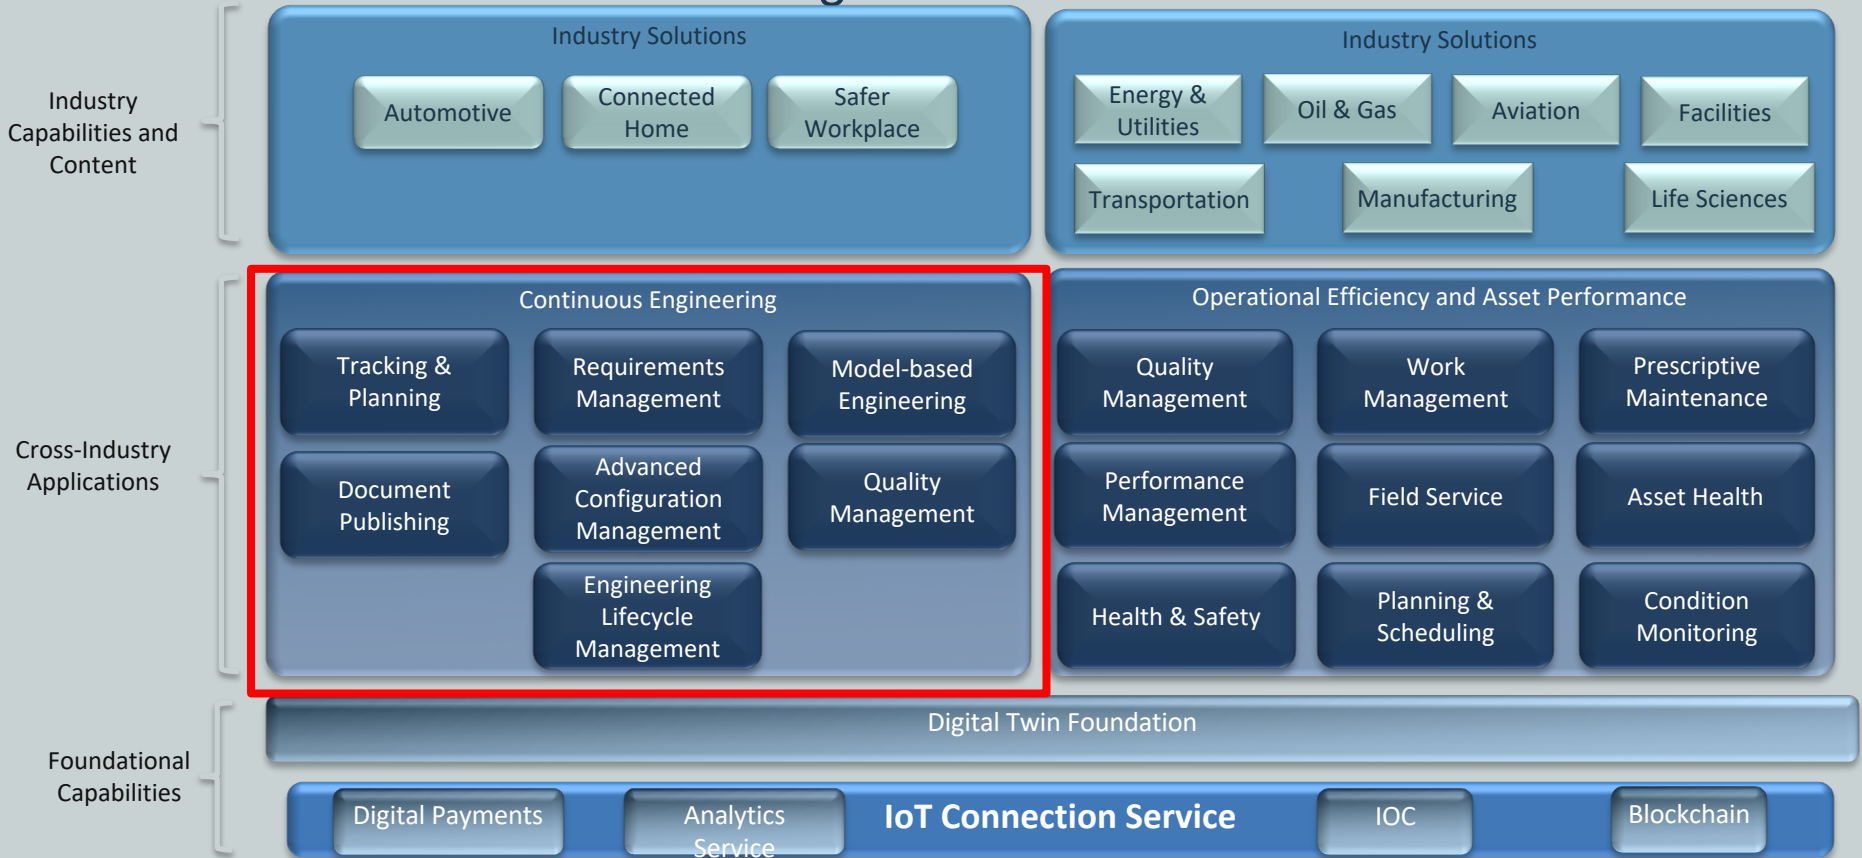 Industry
Capabilities and
Content
Industry Solutions
Automotive
Connected
Home
Safer
Workplace
Industry Solutions
Energy &
Utilities
Oil & Gas
Aviation
Facilities
Transportation
Manufacturing
Life Sciences
Cross-Industry
Applications
Continuous Engineering
Tracking &
Planning
Requirements
Management
Model-based
Engineering
Document
Publishing
Advanced
Configuration
Management
Quality
Management
Engineering
Lifecycle
Management
Operational Efficiency and Asset Performance
Quality
Management
Work
Management
Prescriptive
Maintenance
Performance
Management
Field Service
Asset Health
Health & Safety
Planning &
Scheduling
Condition
Monitoring
Foundational
Capabilities
Digital Twin Foundation
Digital Payments
Analytics
Service
IoT Connection Service
IOC
Blockchain